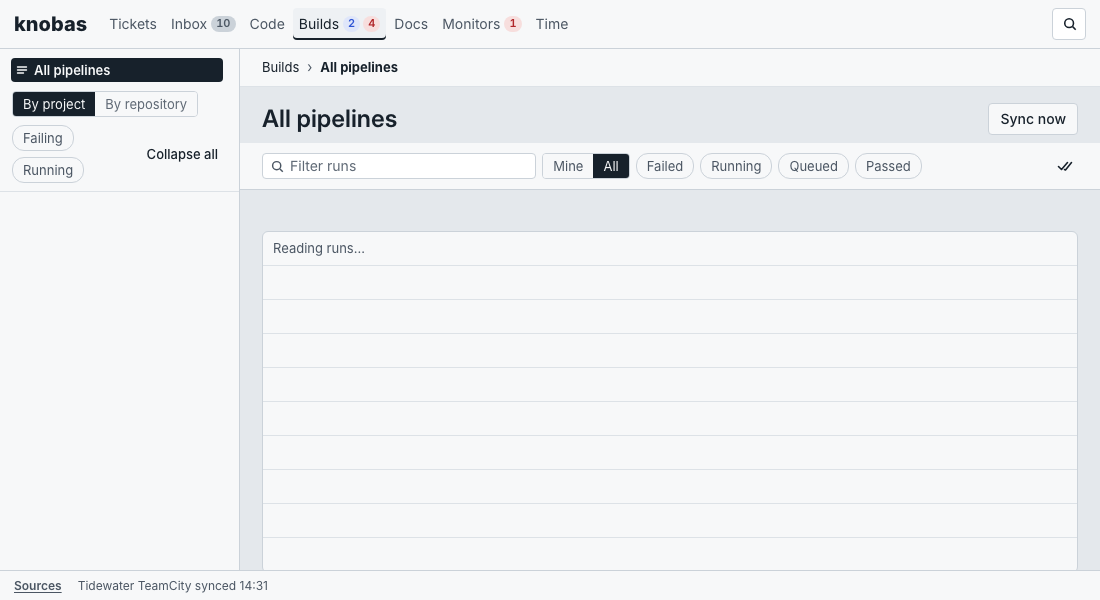 knobas Tickets Inbox 10 Code Builds 2 4 Docs Monitors 1 Time
All pipelines
By project By repository
Failing
Running
Collapse all
Builds › All pipelines
All pipelines
Sync now
Filter runs Mine All Failed Running Queued Passed
Reading runs...
Sources Tidewater TeamCity synced 14:31